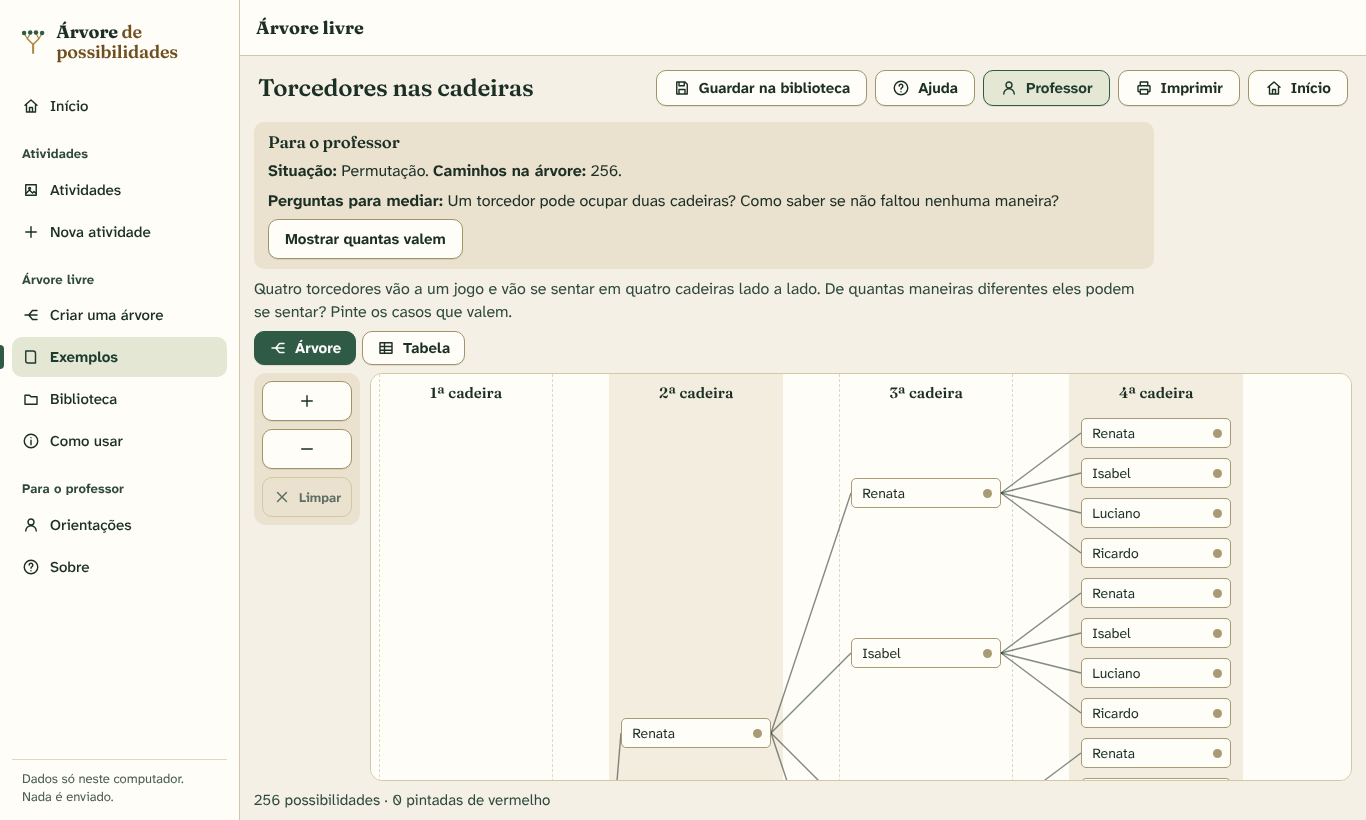 Árvore de
possibilidades
Início
Atividades
Atividades
Nova atividade
Árvore livre
Criar uma árvore
Exemplos
Biblioteca
Como usar
Para o professor
Orientações
Sobre
Dados só neste computador.
Nada é enviado.
Árvore livre
Torcedores nas cadeiras
Guardar na biblioteca
Ajuda
Professor
Imprimir
Início
Para o professor
Situação: Permutação. Caminhos na árvore: 256.
Perguntas para mediar: Um torcedor pode ocupar duas cadeiras? Como saber se não faltou nenhuma maneira?
Mostrar quantas valem
Quatro torcedores vão a um jogo e vão se sentar em quatro cadeiras lado a lado. De quantas maneiras diferentes eles podem
se sentar? Pinte os casos que valem.
Árvore
Tabela
+
−
Limpar
1ª cadeira
2ª cadeira
3ª cadeira
4ª cadeira
Renata
Isabel
Renata
Luciano
Ricardo
Renata
Isabel
Isabel
Luciano
Ricardo
Renata
Renata
256 possibilidades · 0 pintadas de vermelho